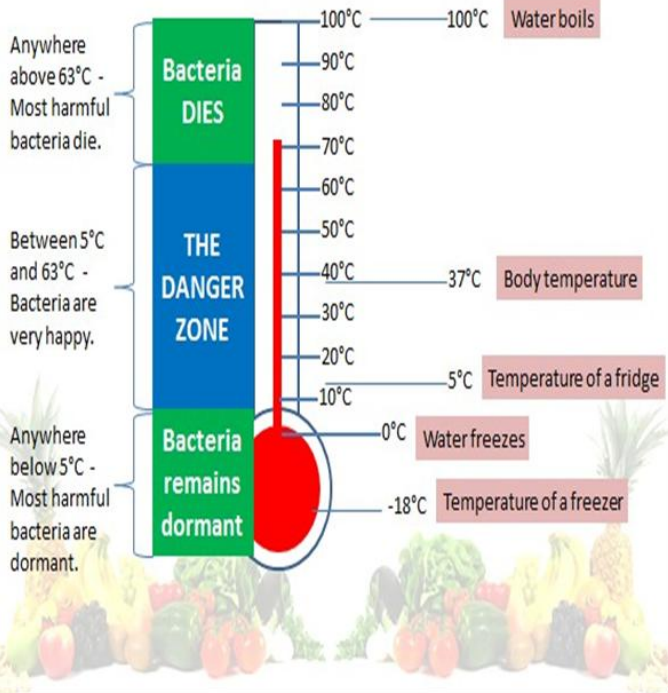 Anywhere
above 63°C -
Most harmful
bacteria die.
Between 5°C
and 63°C -
Bacteria are
very happy.
Anywhere
below 5°C -
Most harmful
bacteria are
dormant.
Bacteria
DIES
THE
DANGER
ZONE
Bacteria
remains
dormant
100°C
90°C
80°C
70°C
60°C
50°C
40°C
30°C
20°C
10°C
100°C Water boils
37°C Body temperature
5°C Temperature of a fridge
0°C Water freezes
-18°C Temperature of a freezer